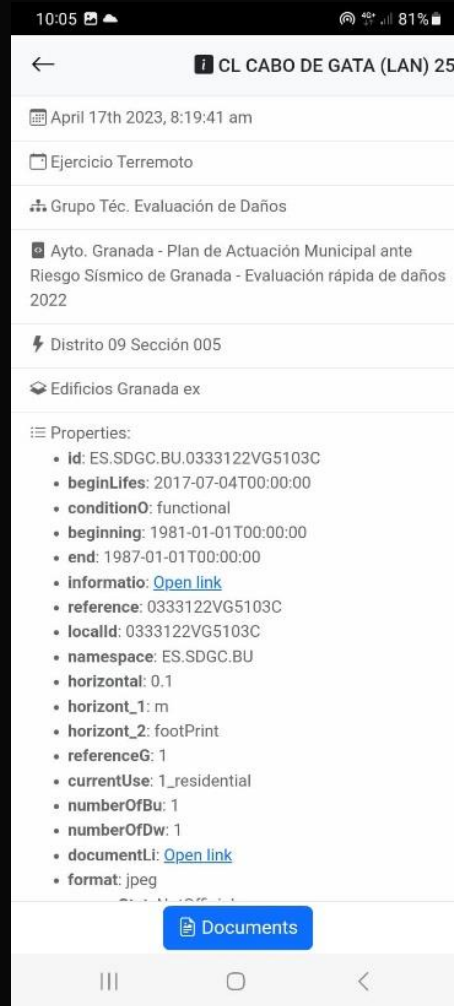 10:05 4G+ 81%
CL CABO DE GATA (LAN) 25
April 17th 2023, 8:19:41 am
Ejercicio Terremoto
Grupo Téc. Evaluación de Daños
Ayto. Granada - Plan de Actuación Municipal ante
Riesgo Sísmico de Granada - Evaluación rápida de daños
2022
Distrito 09 Sección 005
Edificios Granada ex
Properties:
• id: ES.SDGC.BU.0333122VG5103C
• beginLifes: 2017-07-04T00:00:00
• conditionO: functional
• beginning: 1981-01-01T00:00:00
• end: 1987-01-01T00:00:00
• informatio: Open link
• reference: 0333122VG5103C
• localId: 0333122VG5103C
• namespace: ES.SDGC.BU
• horizontal: 0.1
• horizont_1: m
• horizont_2: footPrint
• referenceG: 1
• currentUse: 1_residential
• numberOfBu: 1
• numberOfDw: 1
• documentLi: Open link
• format: jpeg
Documents